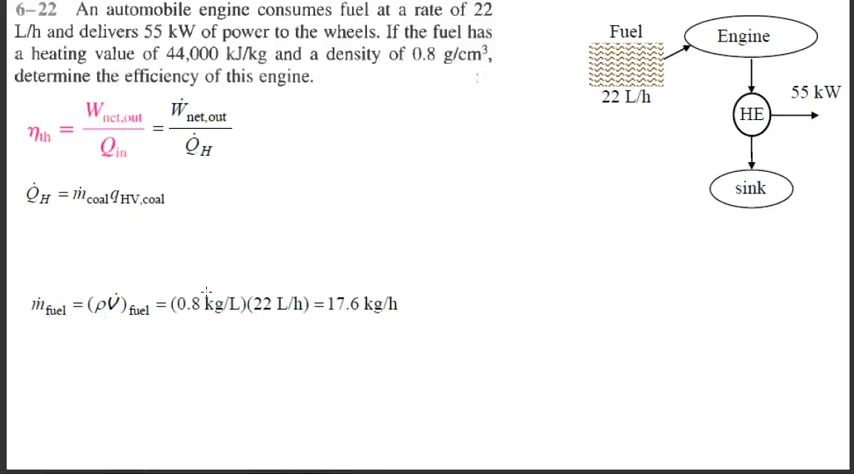 6–22 An automobile engine consumes fuel at a rate of 22
L/h and delivers 55 kW of power to the wheels. If the fuel has
a heating value of 44,000 kJ/kg and a density of 0.8 g/cm³,
determine the efficiency of this engine.
η_th = W_net,out / Q_in = Ẇ_net,out / Q̇_H
Q̇_H = ṁ_coal q_HV,coal
ṁ_fuel = (ρV̇)_fuel = (0.8 kg/L)(22 L/h) = 17.6 kg/h
Fuel
22 L/h
Engine
HE
55 kW
sink